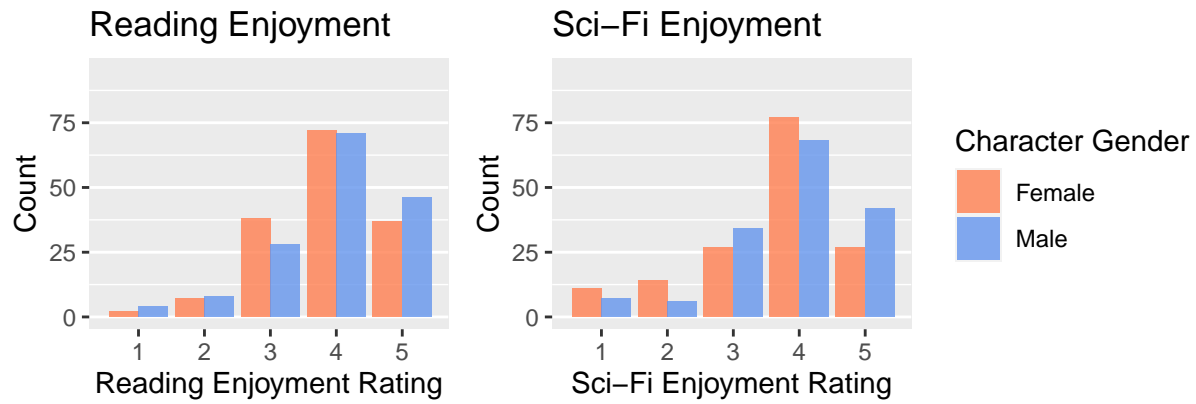 Reading Enjoyment
Count
75
50
25
0
1 2 3 4 5
Reading Enjoyment Rating
Sci−Fi Enjoyment
Count
75
50
25
0
1 2 3 4 5
Sci−Fi Enjoyment Rating
Character Gender
Female
Male